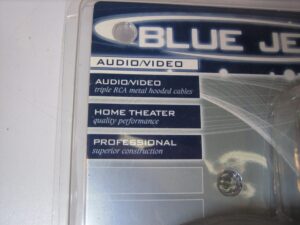 BLUE JE
AUDIO/VIDEO
AUDIO/VIDEO
triple RCA metal hooded cables
HOME THEATER
quality performance
PROFESSIONAL
superior construction